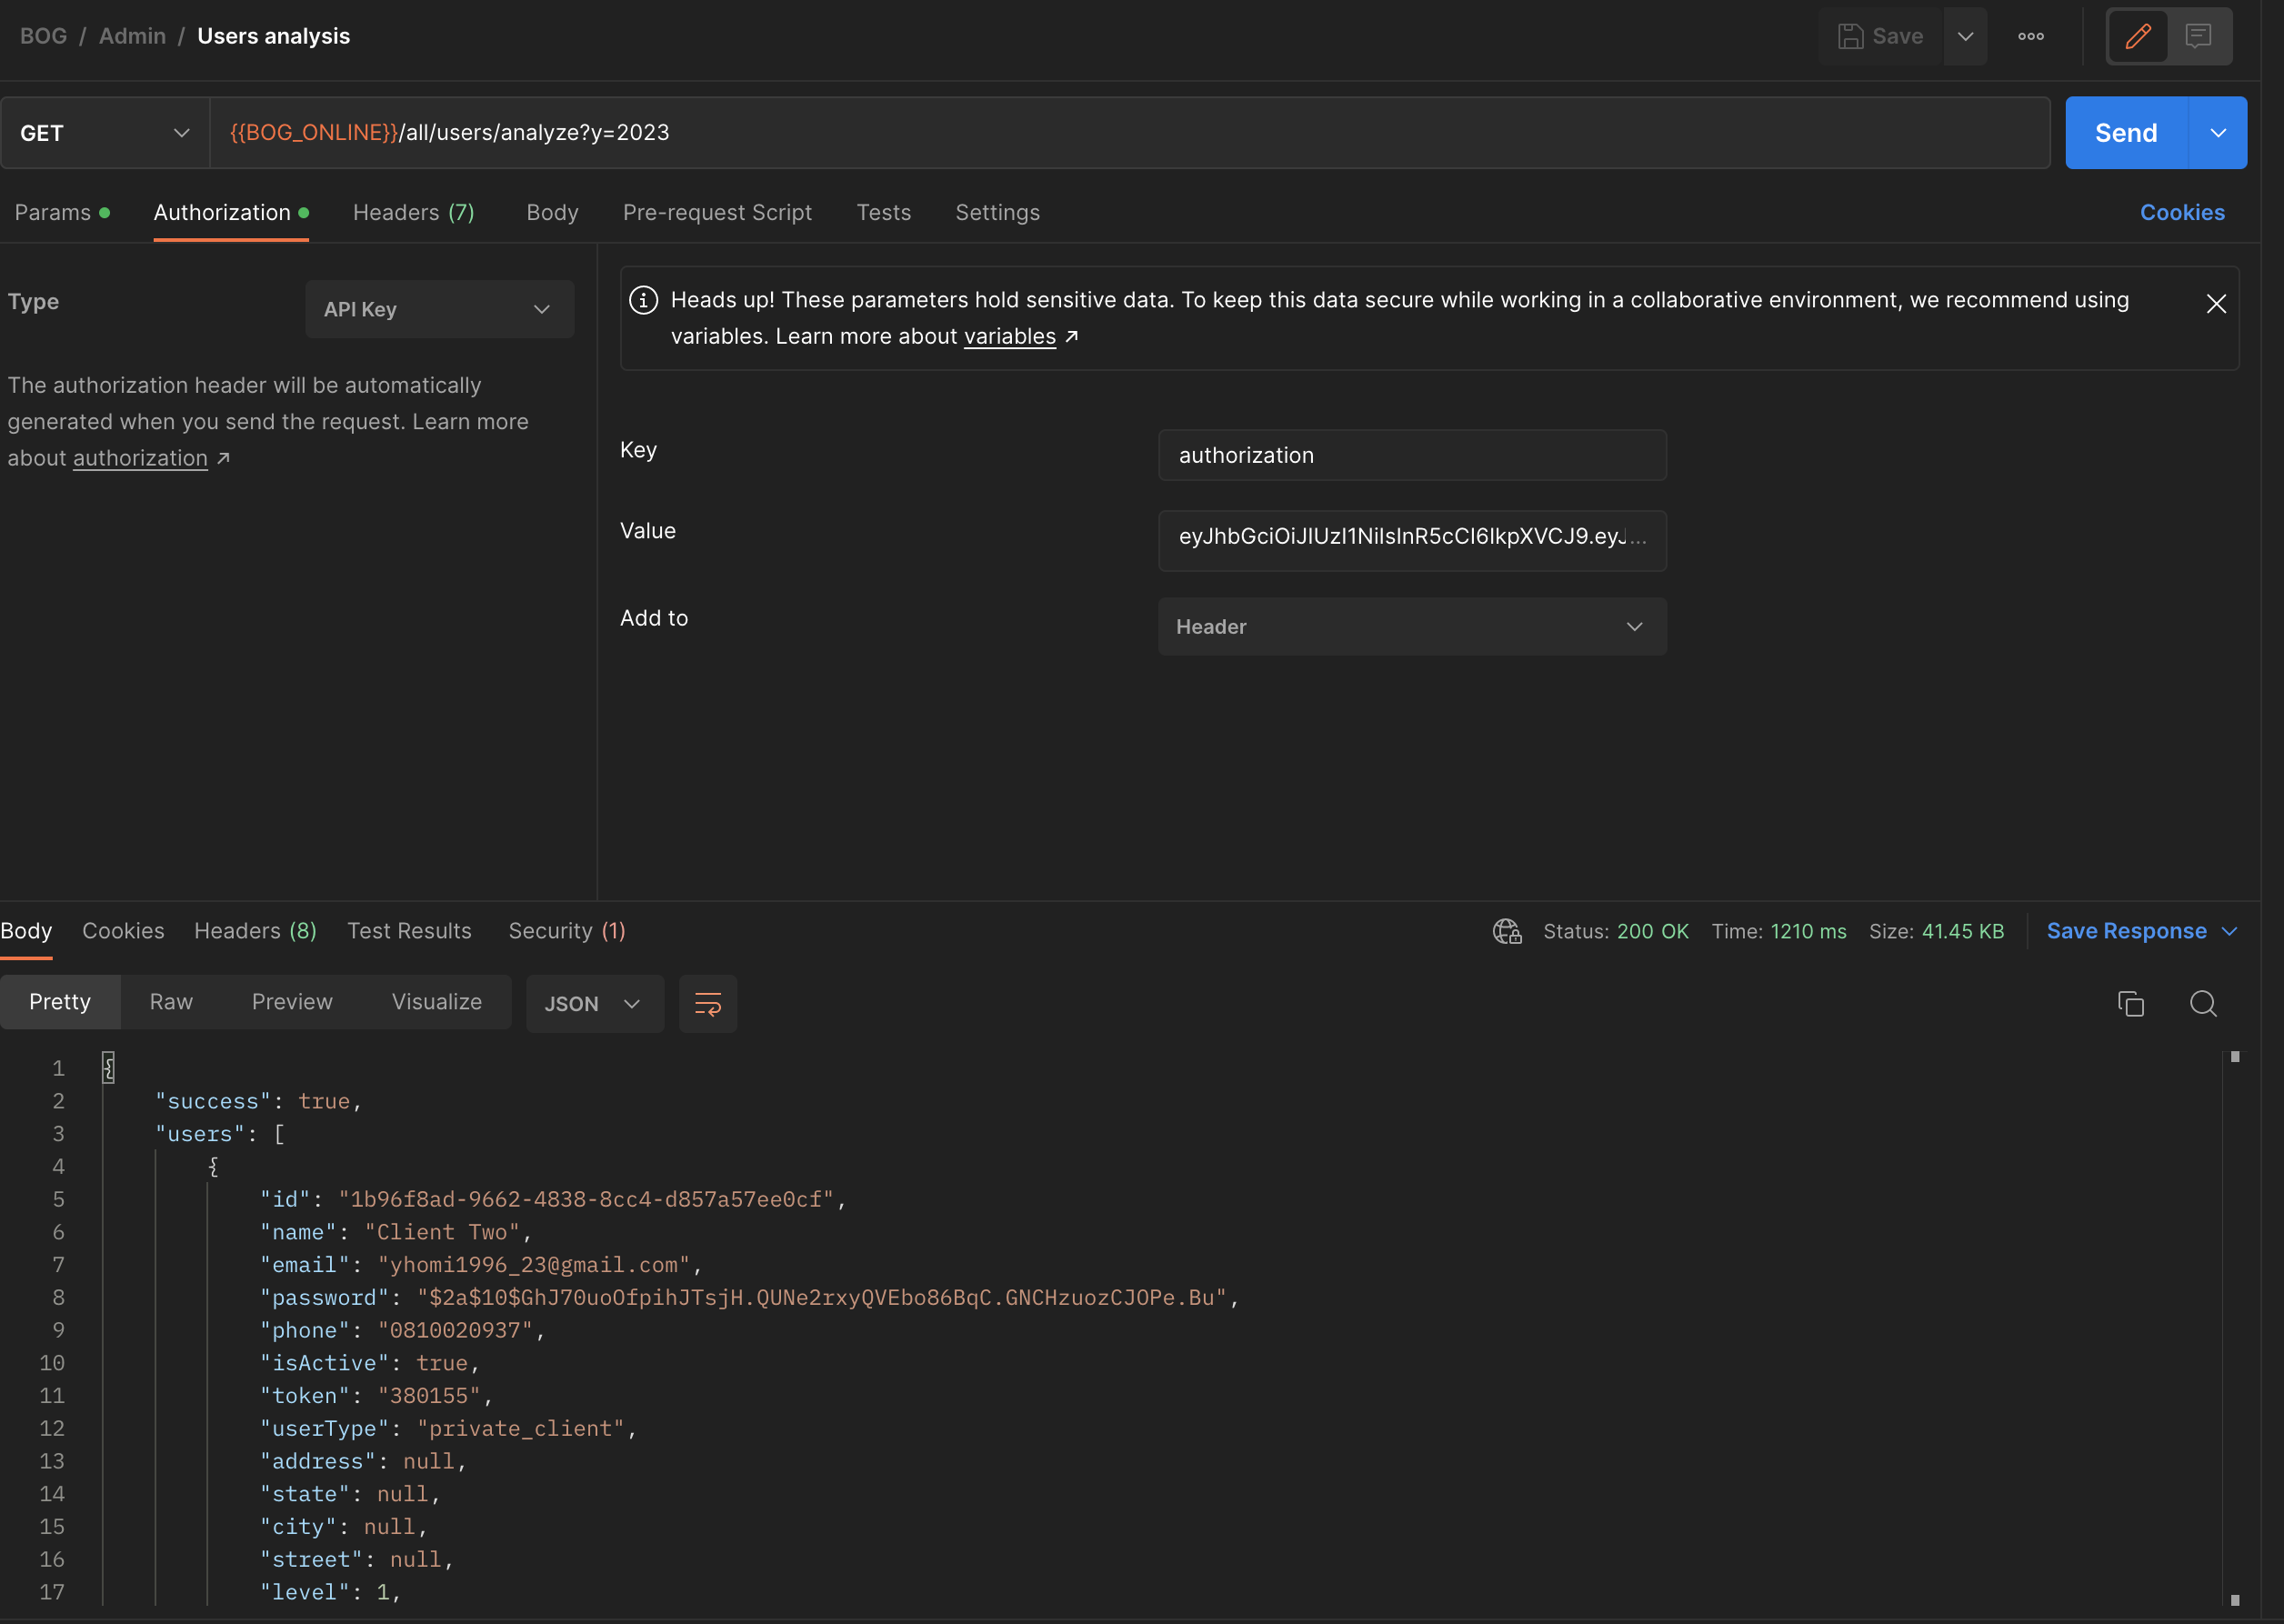 BOG / Admin / Users analysis
Save
GET
{{BOG_ONLINE}}/all/users/analyze?y=2023
Send
Params
Authorization
Headers (7)
Body
Pre-request Script
Tests
Settings
Cookies
Type
API Key
The authorization header will be automatically
generated when you send the request. Learn more
about authorization ↗
Heads up! These parameters hold sensitive data. To keep this data secure while working in a collaborative environment, we recommend using
variables. Learn more about variables ↗
Key
authorization
Value
eyJhbGciOiJIUzI1NiIsInR5cCI6IkpXVCJ9.eyJ...
Add to
Header
Body
Cookies
Headers (8)
Test Results
Security (1)
Status: 200 OK
Time: 1210 ms
Size: 41.45 KB
Save Response
Pretty
Raw
Preview
Visualize
JSON
1 {
2 "success": true,
3 "users": [
4 {
5 "id": "1b96f8ad-9662-4838-8cc4-d857a57ee0cf",
6 "name": "Client Two",
7 "email": "yhomi1996_23@gmail.com",
8 "password": "$2a$10$GhJ70uoOfpihJTsjH.QUNe2rxyQVEbo86BqC.GNCHzuozCJOPe.Bu",
9 "phone": "0810020937",
10 "isActive": true,
11 "token": "380155",
12 "userType": "private_client",
13 "address": null,
14 "state": null,
15 "city": null,
16 "street": null,
17 "level": 1,